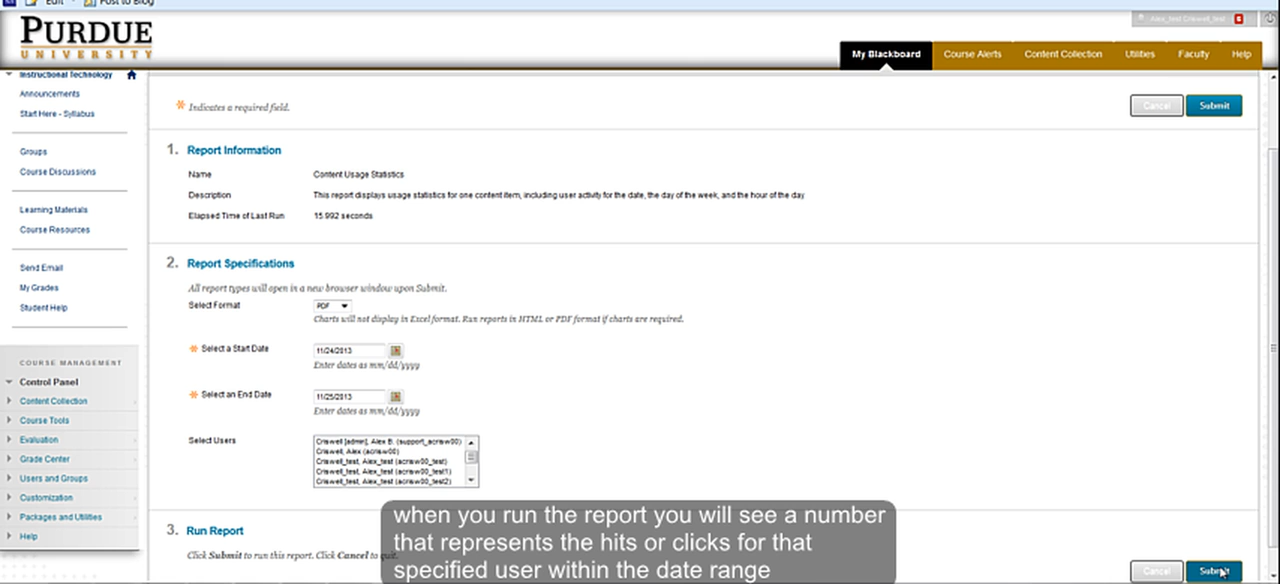 Edit
Post to Blog
PURDUE
UNIVERSITY
Alex_test Criswell_test
My Blackboard
Course Alerts
Content Collection
Utilities
Faculty
Help
Instructional Technology
Announcements
Start Here - Syllabus
Groups
Course Discussions
Learning Materials
Course Resources
Send Email
My Grades
Student Help
COURSE MANAGEMENT
Control Panel
Content Collection
Course Tools
Evaluation
Grade Center
Users and Groups
Customization
Packages and Utilities
Help
* Indicates a required field.
Cancel Submit
1. Report Information
Name Content Usage Statistics
Description This report displays usage statistics for one content item, including user activity for the date, the day of the week, and the hour of the day.
Elapsed Time of Last Run 15.992 seconds
2. Report Specifications
All report types will open in a new browser window upon Submit.
Select Format PDF
Charts will not display in Excel format. Run reports in HTML or PDF format if charts are required.
* Select a Start Date 11/24/2013
Enter dates as mm/dd/yyyy
* Select an End Date 11/25/2013
Enter dates as mm/dd/yyyy
Select Users
Criswell [admin], Alex B. (support_acrisw00)
Criswell, Alex (acrisw00)
Criswell_test, Alex_test (acrisw00_test)
Criswell_test, Alex_test (acrisw00_test1)
Criswell_test, Alex_test (acrisw00_test2)
3. Run Report
Click Submit to run this report. Click Cancel to quit.
Cancel Submit
when you run the report you will see a number
that represents the hits or clicks for that
specified user within the date range